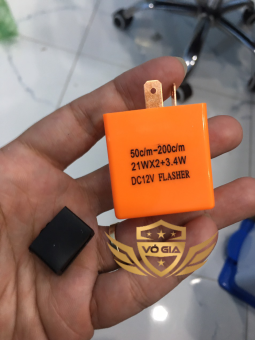 50c/m-200c/m
21WX2+3.4W
DC12V FLASHER
VÕ GIA